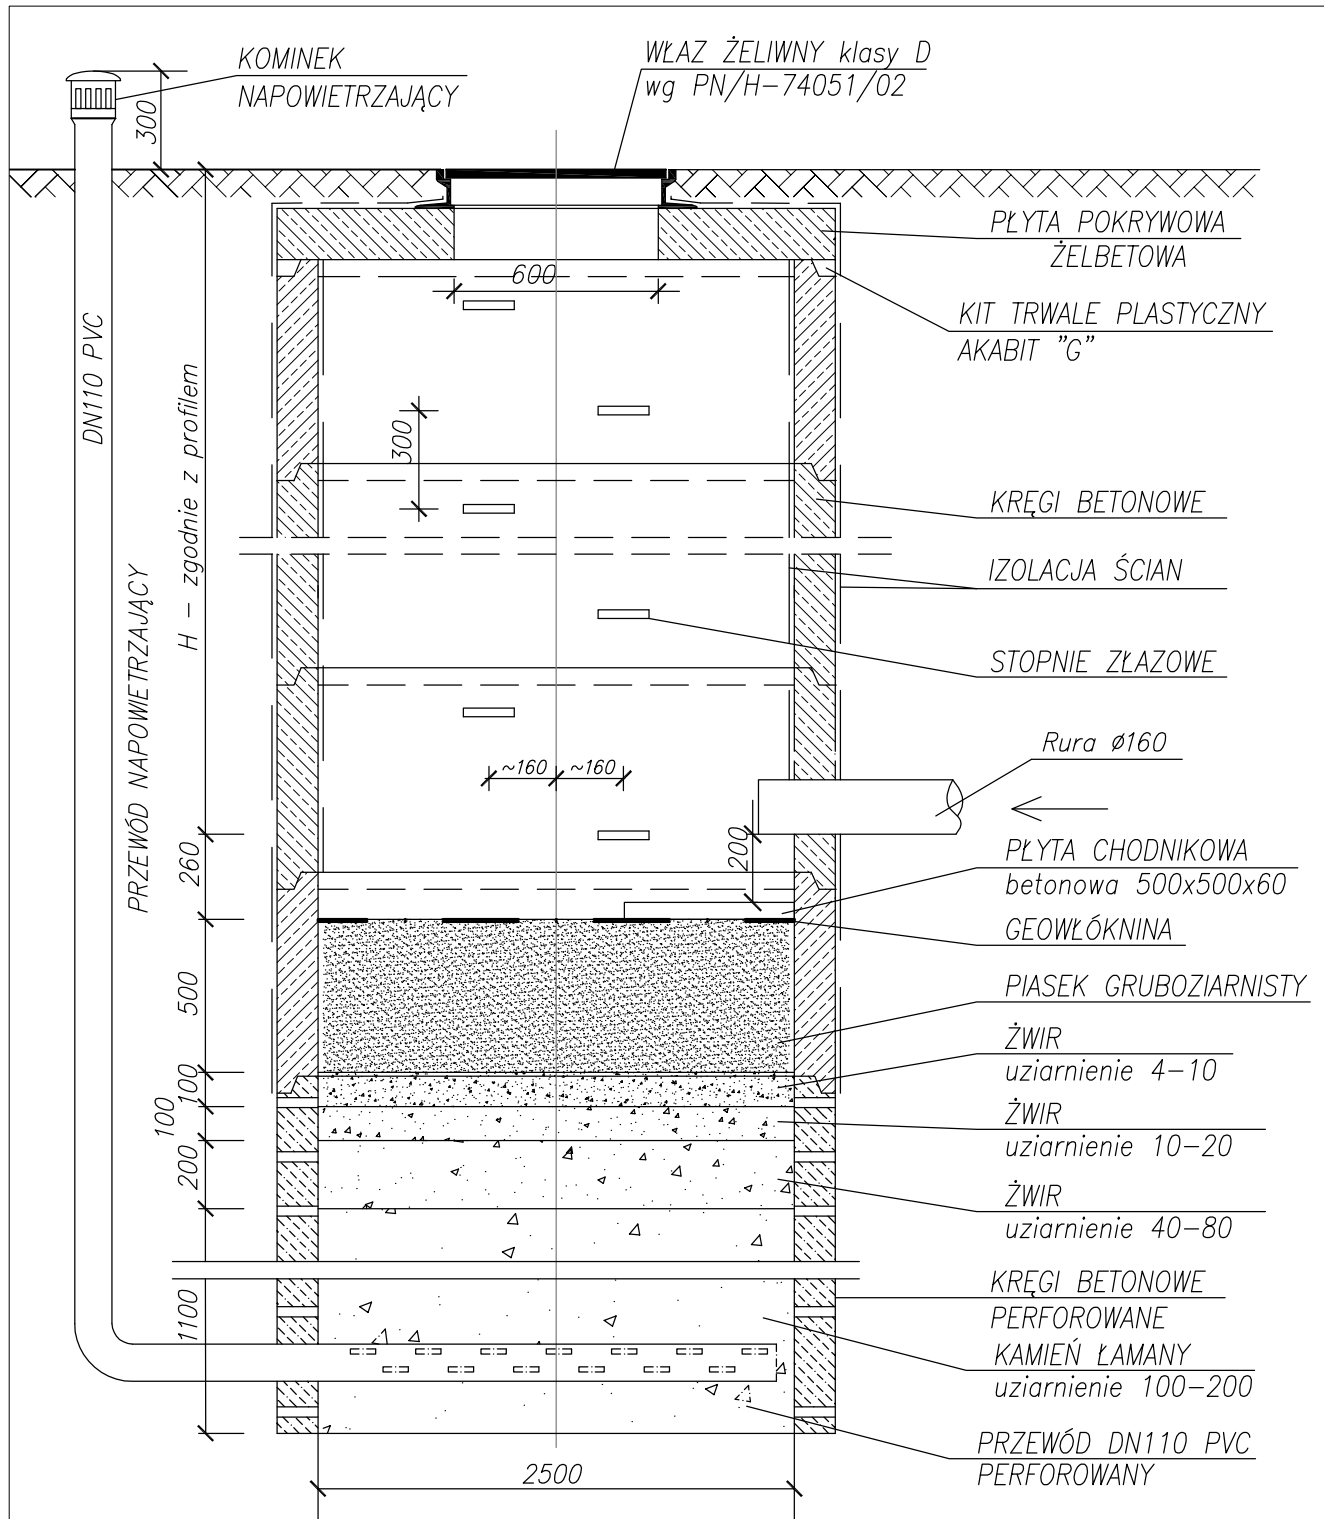 KOMINEK
NAPOWIETRZAJĄCY
WŁAZ ŻELIWNY klasy D
wg PN/H-74051/02
300
PŁYTA POKRYWOWA
ŻELBETOWA
600
KIT TRWALE PLASTYCZNY
AKABIT "G"
DN110 PVC
H - zgodnie z profilem
300
KRĘGI BETONOWE
IZOLACJA ŚCIAN
PRZEWÓD NAPOWIETRZAJĄCY
STOPNIE ZŁAZOWE
Rura ø160
~160
~160
200
260
PŁYTA CHODNIKOWA
betonowa 500x500x60
GEOWŁÓKNINA
500
PIASEK GRUBOZIARNISTY
ŻWIR
uziarnienie 4-10
100
100
ŻWIR
uziarnienie 10-20
200
ŻWIR
uziarnienie 40-80
KRĘGI BETONOWE
PERFOROWANE
1100
KAMIEŃ ŁAMANY
uziarnienie 100-200
PRZEWÓD DN110 PVC
PERFOROWANY
2500